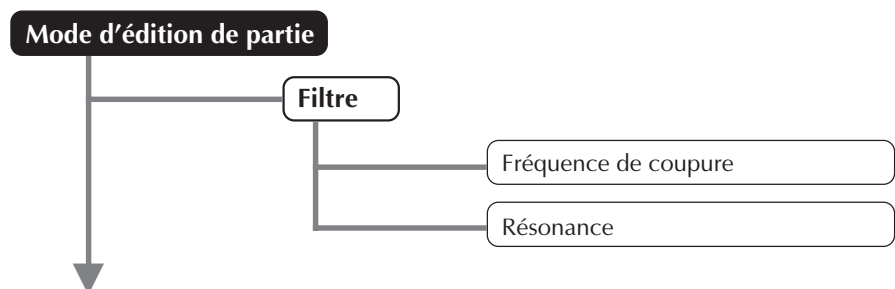 Mode d’édition de partie
Filtre
Fréquence de coupure
Résonance